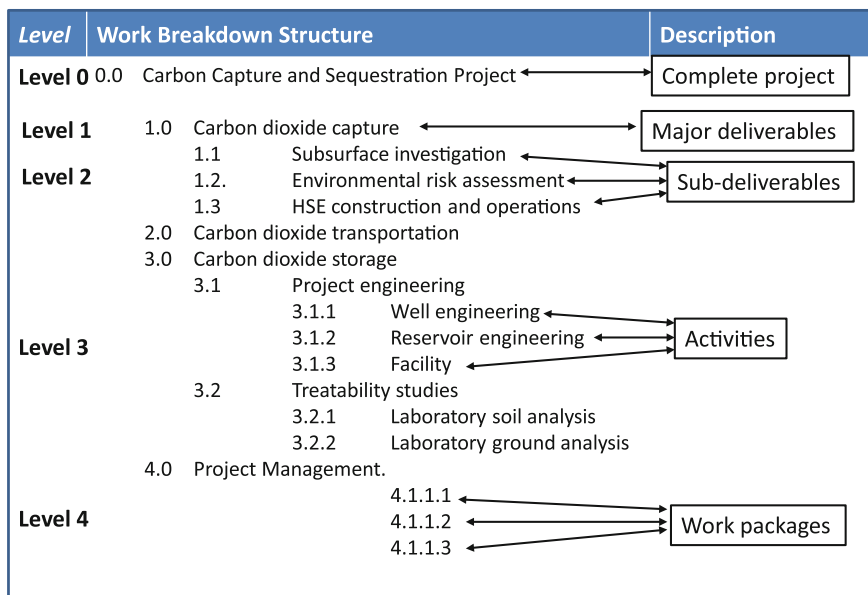 Level Work Breakdown Structure Description
Level 0 0.0 Carbon Capture and Sequestration Project Complete project
Level 1 1.0 Carbon dioxide capture Major deliverables
1.1 Subsurface investigation
Level 2 1.2. Environmental risk assessment Sub-deliverables
1.3 HSE construction and operations
2.0 Carbon dioxide transportation
3.0 Carbon dioxide storage
3.1 Project engineering
3.1.1 Well engineering
3.1.2 Reservoir engineering Activities
Level 3
3.1.3 Facility
3.2 Treatability studies
3.2.1 Laboratory soil analysis
3.2.2 Laboratory ground analysis
4.0 Project Management.
4.1.1.1
Level 4 4.1.1.2 Work packages
4.1.1.3